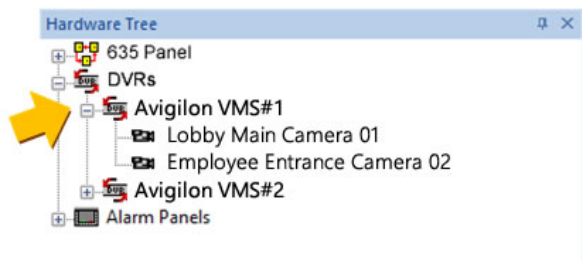 Hardware Tree
635 Panel
DVRs
Avigilon VMS#1
Lobby Main Camera 01
Employee Entrance Camera 02
Avigilon VMS#2
Alarm Panels